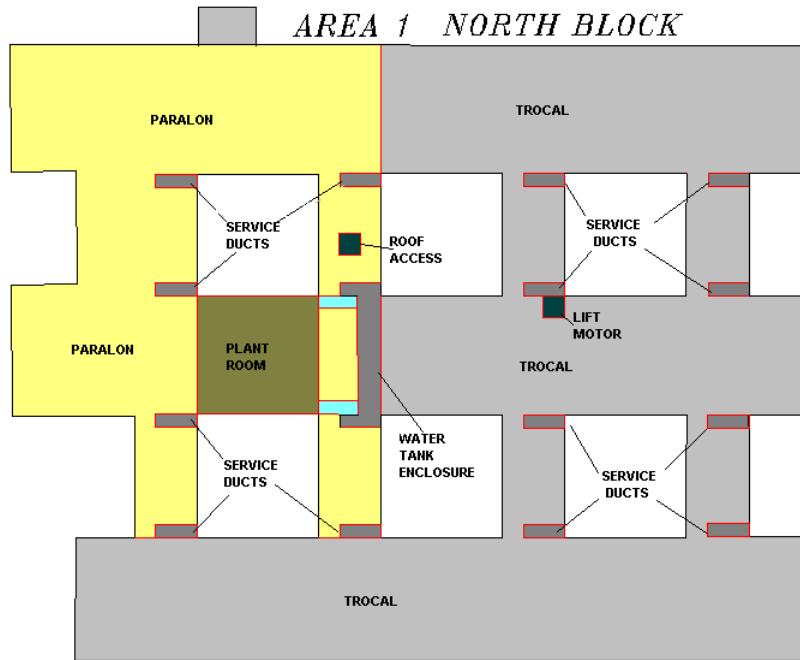 AREA 1 NORTH BLOCK
TROCAL
PARALON
SERVICE
DUCTS
ROOF
ACCESS
SERVICE
DUCTS
LIFT
MOTOR
PARALON
PLANT
ROOM
TROCAL
WATER
TANK
ENCLOSURE
SERVICE
DUCTS
SERVICE
DUCTS
TROCAL